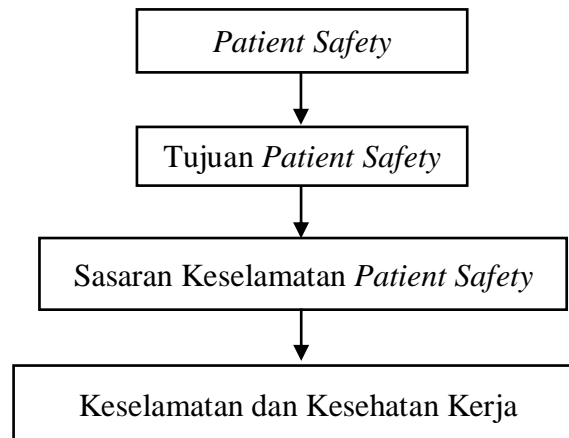 Patient Safety
Tujuan Patient Safety
Sasaran Keselamatan Patient Safety
Keselamatan dan Kesehatan Kerja